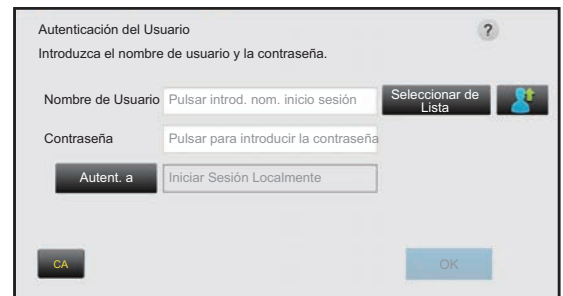 Autenticación del Usuario
?
Introduzca el nombre de usuario y la contraseña.
Nombre de Usuario Pulsar introd. nom. inicio sesión Seleccionar de
Lista
Contraseña Pulsar para introducir la contraseña
Autent. a Iniciar Sesión Localmente
CA OK